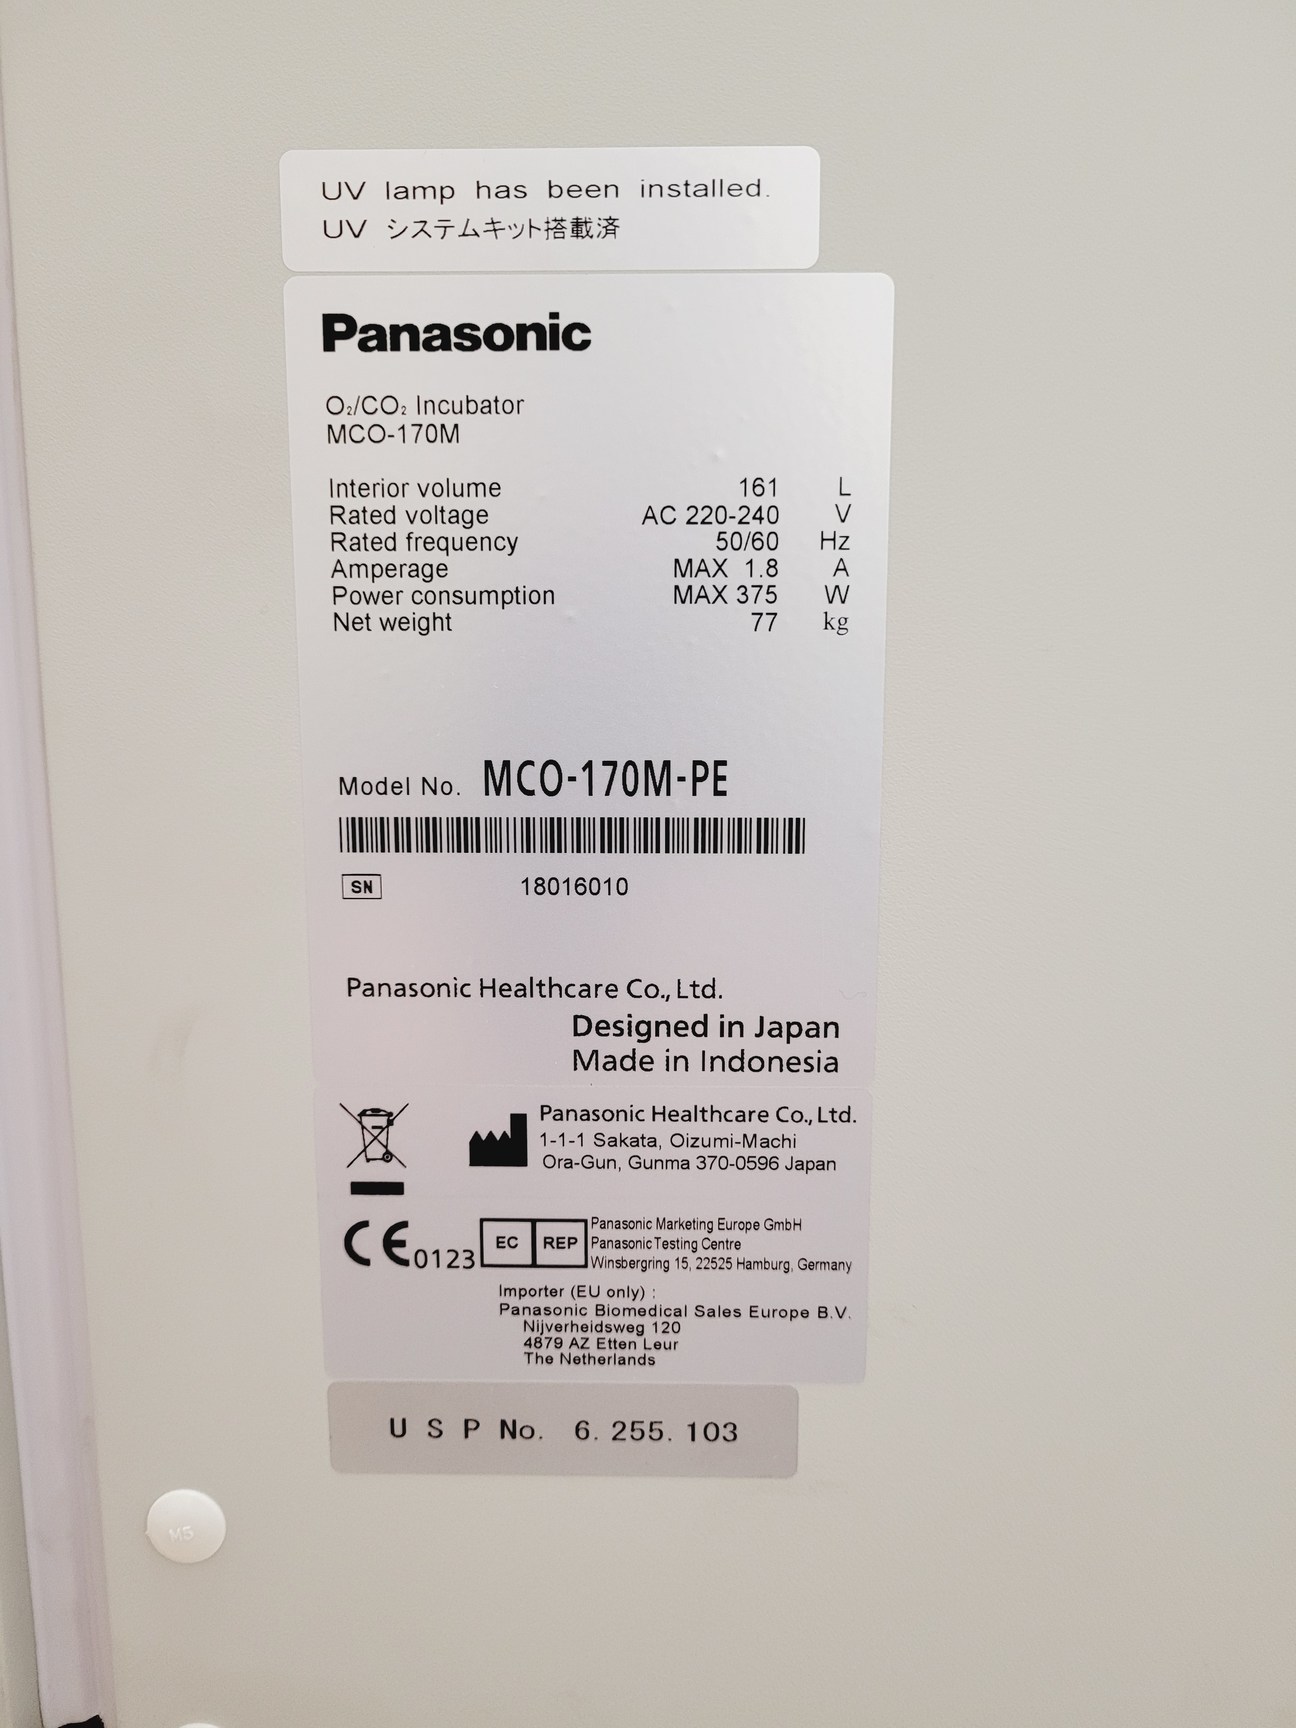 UV lamp has been installed.
UV システムキット搭載済
Panasonic
O₂/CO₂ Incubator
MCO-170M
Interior volume 161 L
Rated voltage AC 220-240 V
Rated frequency 50/60 Hz
Amperage MAX 1.8 A
Power consumption MAX 375 W
Net weight 77 kg
Model No. MCO-170M-PE
SN 18016010
Panasonic Healthcare Co., Ltd.
Designed in Japan
Made in Indonesia
Panasonic Healthcare Co., Ltd.
1-1-1 Sakata, Oizumi-Machi
Ora-Gun, Gunma 370-0596 Japan
CE 0123
EC REP
Panasonic Marketing Europe GmbH
Panasonic Testing Centre
Winsbergring 15, 22525 Hamburg, Germany
Importer (EU only) :
Panasonic Biomedical Sales Europe B.V.
Nijverheidsweg 120
4879 AZ Etten Leur
The Netherlands
U S P No. 6. 255. 103
M5